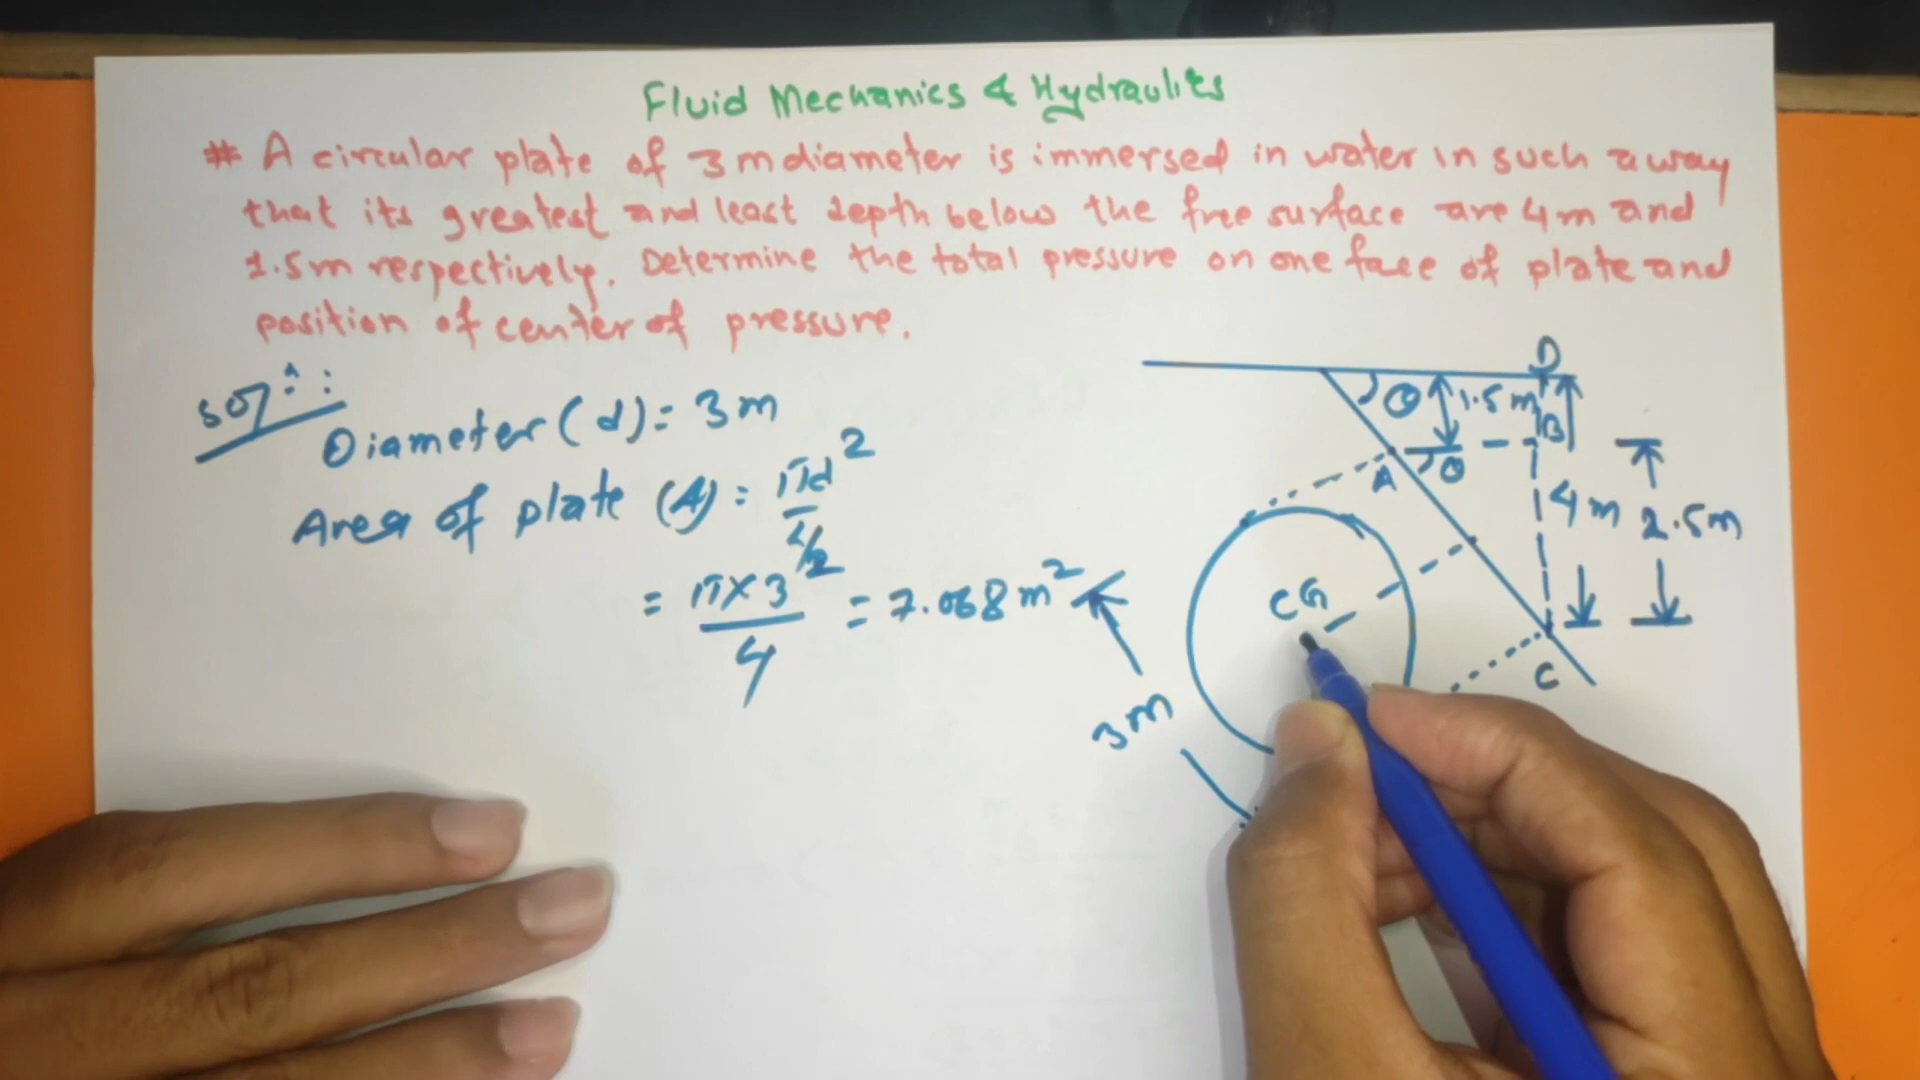 Fluid Mechanics & Hydraulics
# A circular plate of 3m diameter is immersed in water in such a way
that its greatest and least depth below the free surface are 4m and
1.5m respectively. Determine the total pressure on one face of plate and
position of center of pressure.
Solⁿ:
Diameter (d) = 3m
Area of plate (A) = πd²/4
= π×3²/4 = 7.068 m²
D
θ 1.5m
B
A θ
4m 2.5m
CG
C
3m